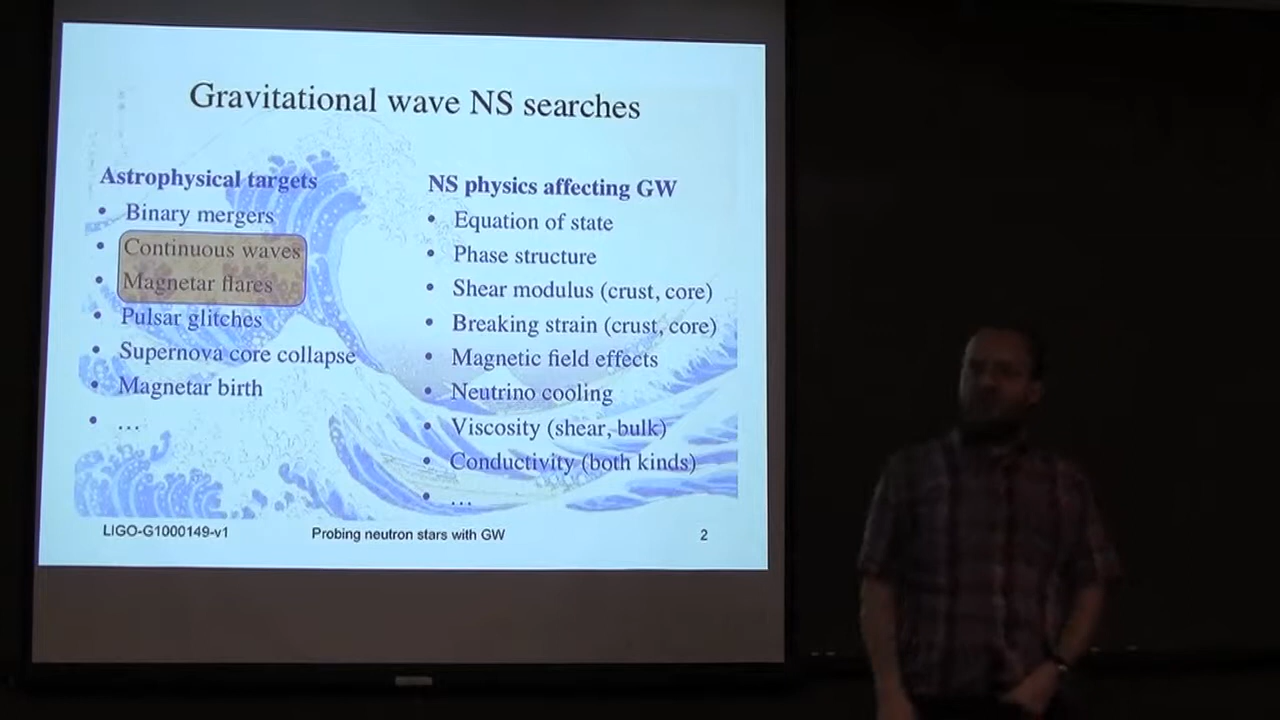 Gravitational wave NS searches
Astrophysical targets
• Binary mergers
• Continuous waves
• Magnetar flares
• Pulsar glitches
• Supernova core collapse
• Magnetar birth
• …
NS physics affecting GW
• Equation of state
• Phase structure
• Shear modulus (crust, core)
• Breaking strain (crust, core)
• Magnetic field effects
• Neutrino cooling
• Viscosity (shear, bulk)
• Conductivity (both kinds)
• …
LIGO-G1000149-v1
Probing neutron stars with GW
2